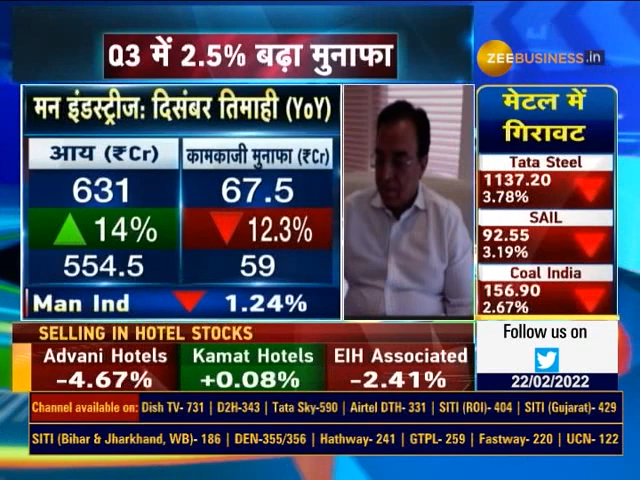 Q3 में 2.5% बढ़ा मुनाफा
ZEEBUSINESS.in
मन इंडस्ट्रीज: दिसंबर तिमाही (YoY)
आय (₹Cr) कामकाजी मुनाफा (₹Cr)
631 67.5
14% 12.3%
554.5 59
Man Ind 1.24%
मेटल में
गिरावट
Tata Steel
1137.20
3.78%
SAIL
92.55
3.19%
Coal India
156.90
2.67%
SELLING IN HOTEL STOCKS
Advani Hotels Kamat Hotels EIH Associated
-4.67% +0.08% -2.41%
Follow us on
22/02/2022
Channel available on: Dish TV- 731 | D2H-343 | Tata Sky-590 | Airtel DTH- 331 | SITI (ROI)- 404 | SITI (Gujarat)- 429
SITI (Bihar & Jharkhand, WB)- 186 | DEN-355/356 | Hathway- 241 | GTPL- 259 | Fastway- 220 | UCN- 122